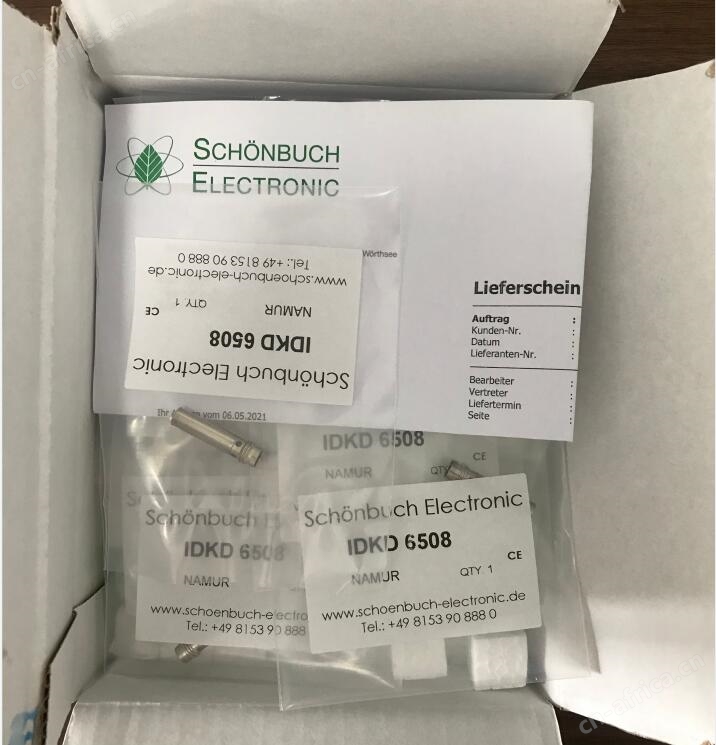 SCHÖNBUCH
ELECTRONIC
Wörthsee
Lieferschein
Auftrag :
Kunden-Nr. :
Datum :
Lieferanten-Nr. :
Bearbeiter :
Vertreter :
Liefertermin :
Seite :
Schönbuch Electronic
IDKD 6508
NAMUR QTY. 1 CE
www.schoenbuch-electronic.de
Tel.: +49 8153 90 888 0
vom 06.05.2021
IDKD 6508
CE
NAMUR QTY
Schönbuch
IDKD 6508
NAMUR
www.schoenbuch-electro
Tel.: +49 8153 90 888
Schönbuch Electronic
IDKD 6508
CE
NAMUR QTY. 1
www.schoenbuch-electronic.de
Tel.: +49 8153 90 888 0